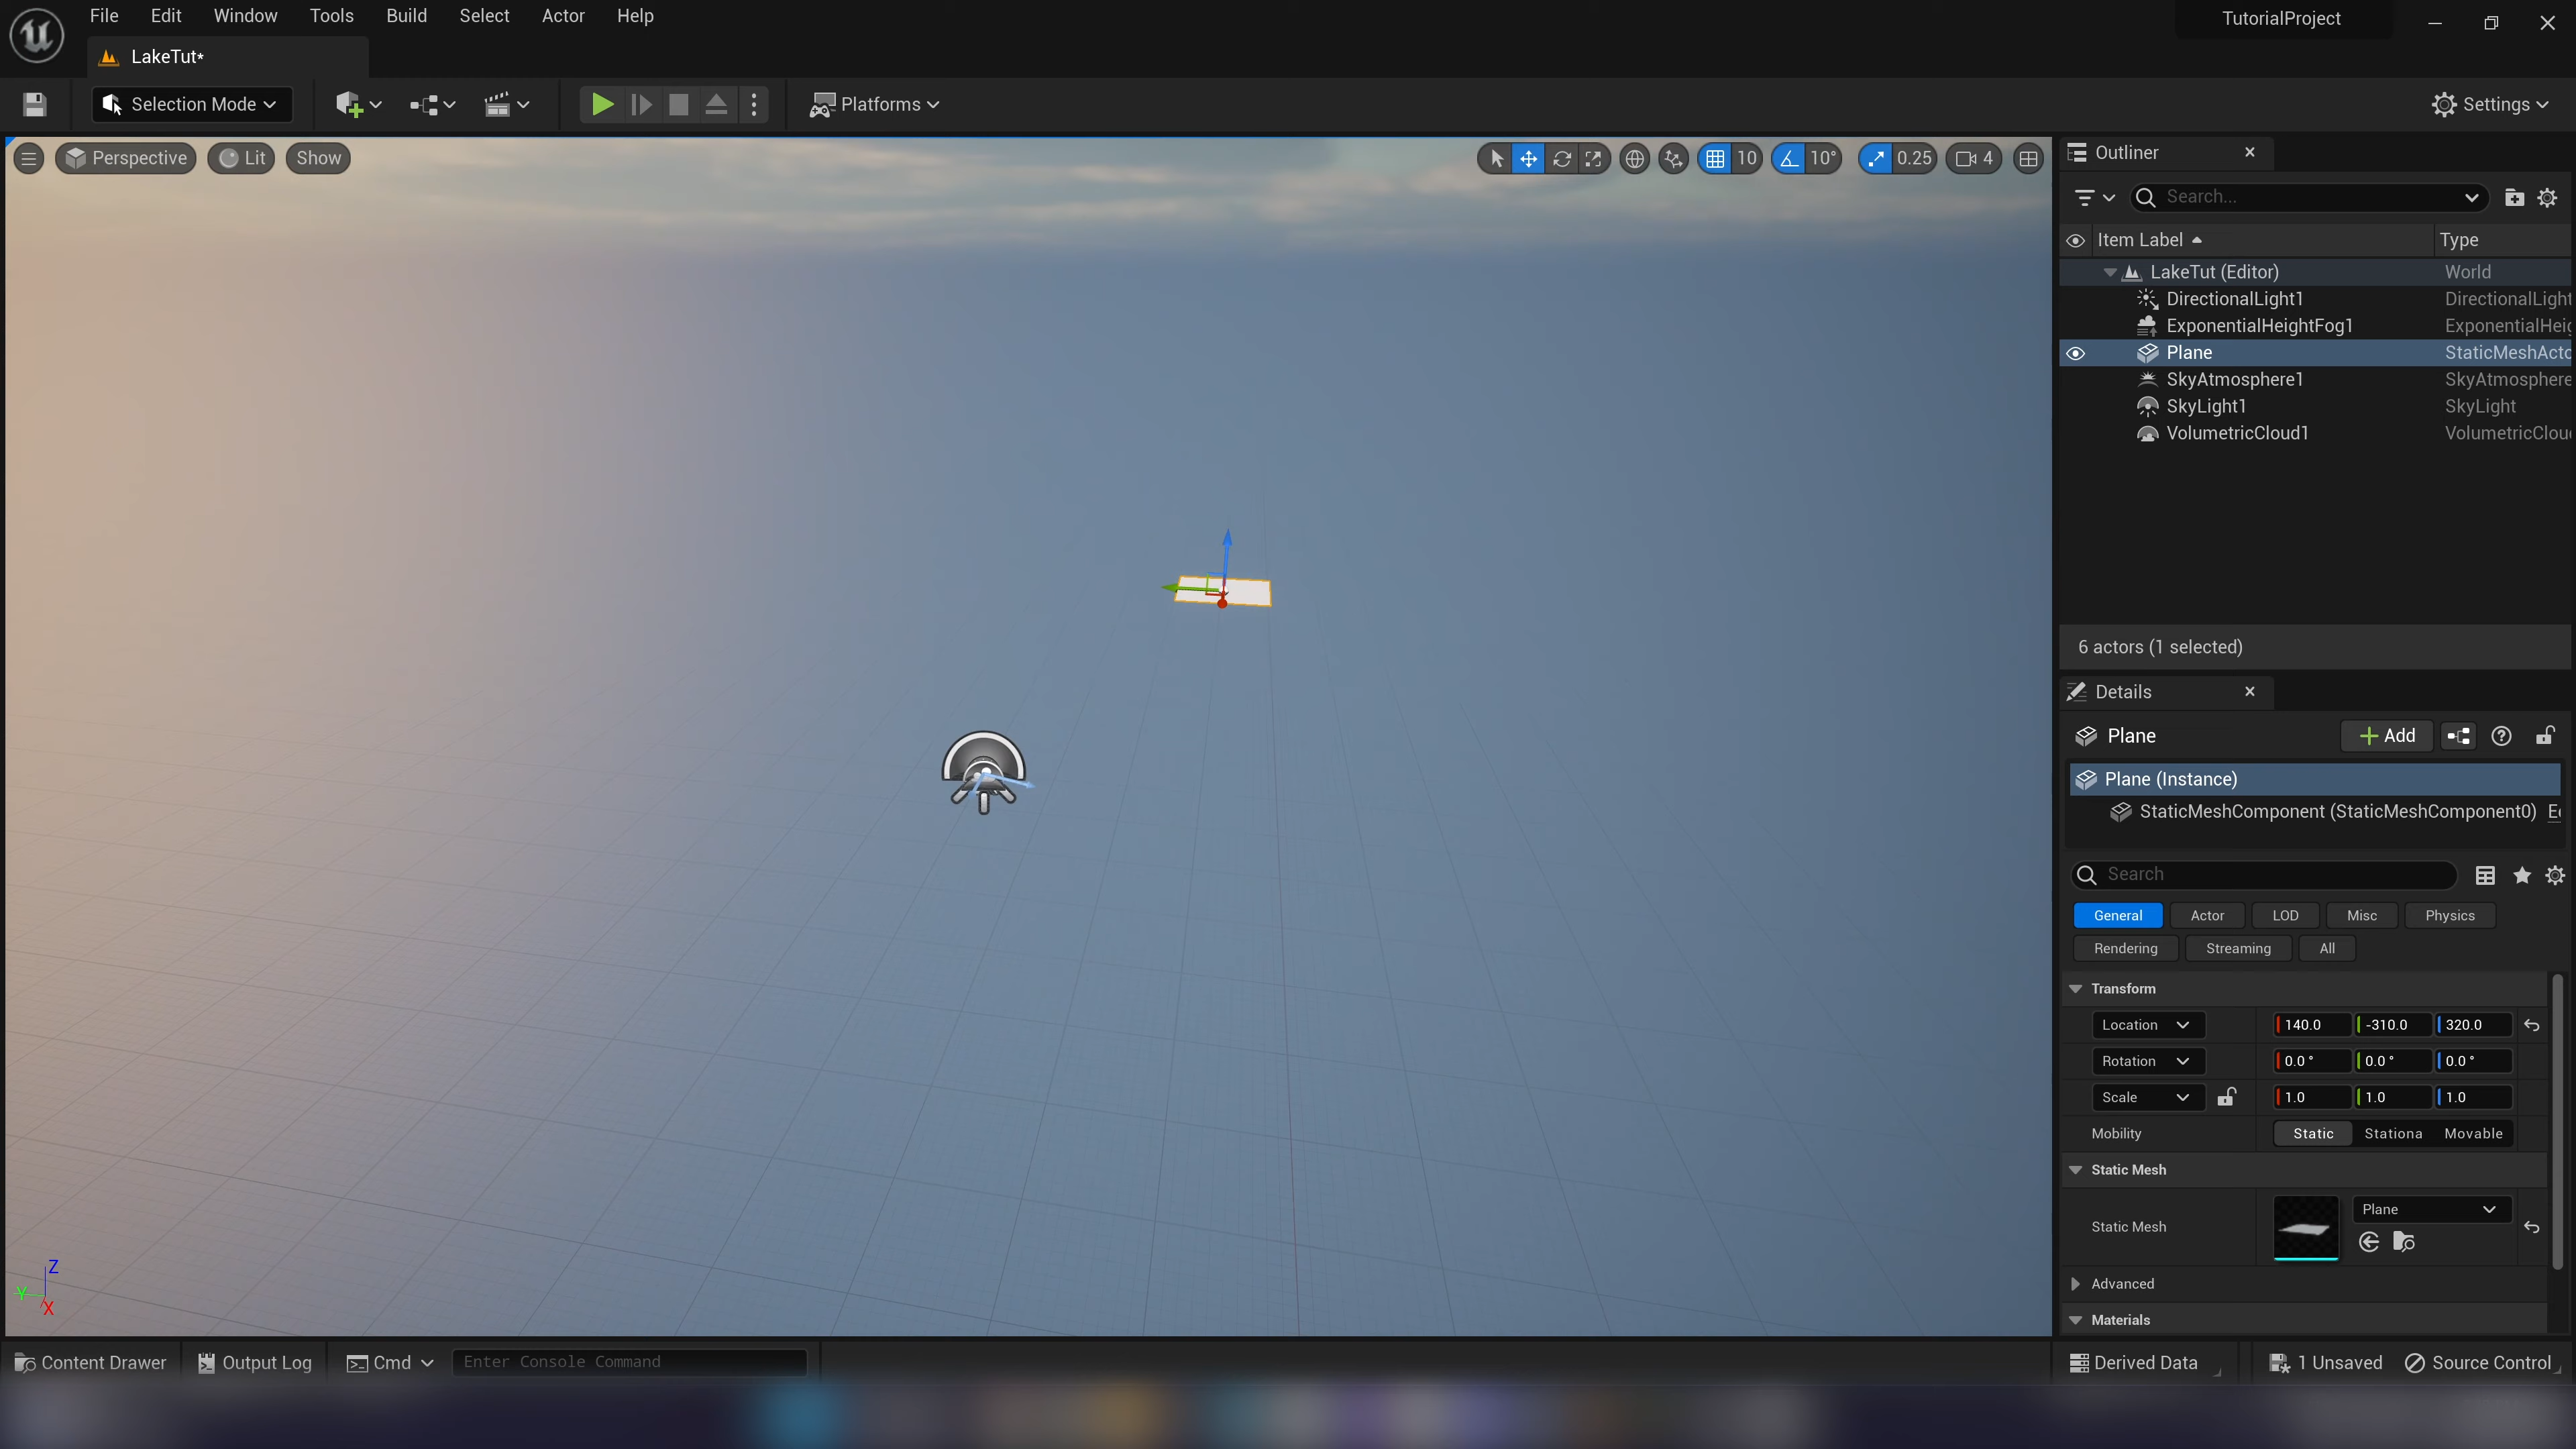 File Edit Window Tools Build Select Actor Help
TutorialProject
LakeTut*
Selection Mode
Platforms
Settings
Perspective Lit Show
10 10° 0.25 4
Outliner
Search...
Item Label Type
LakeTut (Editor) World
DirectionalLight1 DirectionalLight
ExponentialHeightFog1 ExponentialHeig
Plane StaticMeshActo
SkyAtmosphere1 SkyAtmosphere
SkyLight1 SkyLight
VolumetricCloud1 VolumetricClou
6 actors (1 selected)
Details
Plane Add
Plane (Instance)
StaticMeshComponent (StaticMeshComponent0)
Search
General Actor LOD Misc Physics
Rendering Streaming All
Transform
Location 140.0 -310.0 320.0
Rotation 0.0 ° 0.0 ° 0.0 °
Scale 1.0 1.0 1.0
Mobility Static Stationa Movable
Static Mesh
Plane
Static Mesh
Advanced
Materials
Z
Y
X
Content Drawer Output Log Cmd Enter Console Command
Derived Data 1 Unsaved Source Control